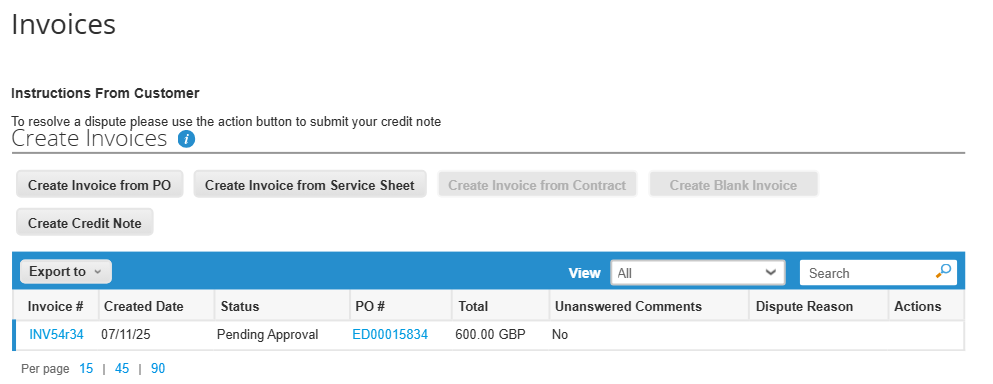 Invoices
Instructions From Customer
To resolve a dispute please use the action button to submit your credit note
Create Invoices i
Create Invoice from PO Create Invoice from Service Sheet Create Invoice from Contract Create Blank Invoice
Create Credit Note
Export to View All Search
Invoice # Created Date Status PO # Total Unanswered Comments Dispute Reason Actions
INV54r34 07/11/25 Pending Approval ED00015834 600.00 GBP No
Per page 15 | 45 | 90